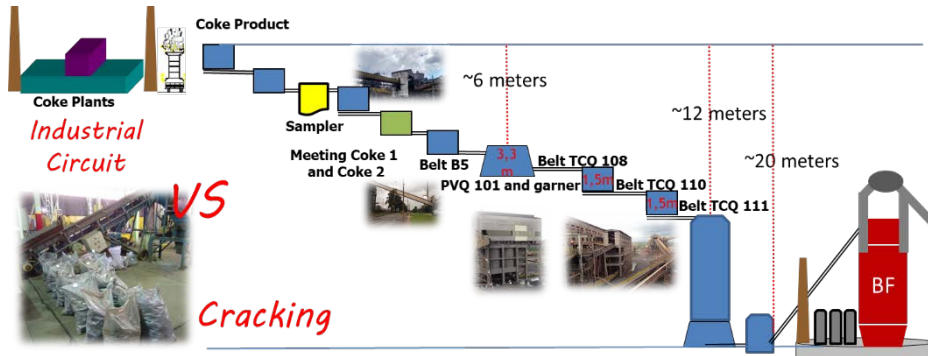 Coke Product
Coke Plants
Industrial
Circuit
VS
Cracking
Sampler
Meeting Coke 1
and Coke 2
Belt B5
~6 meters
3,3
m
PVQ 101 and garner
Belt TCQ 108
1,5m
Belt TCQ 110
1,5m
Belt TCQ 111
~12 meters
~20 meters
BF